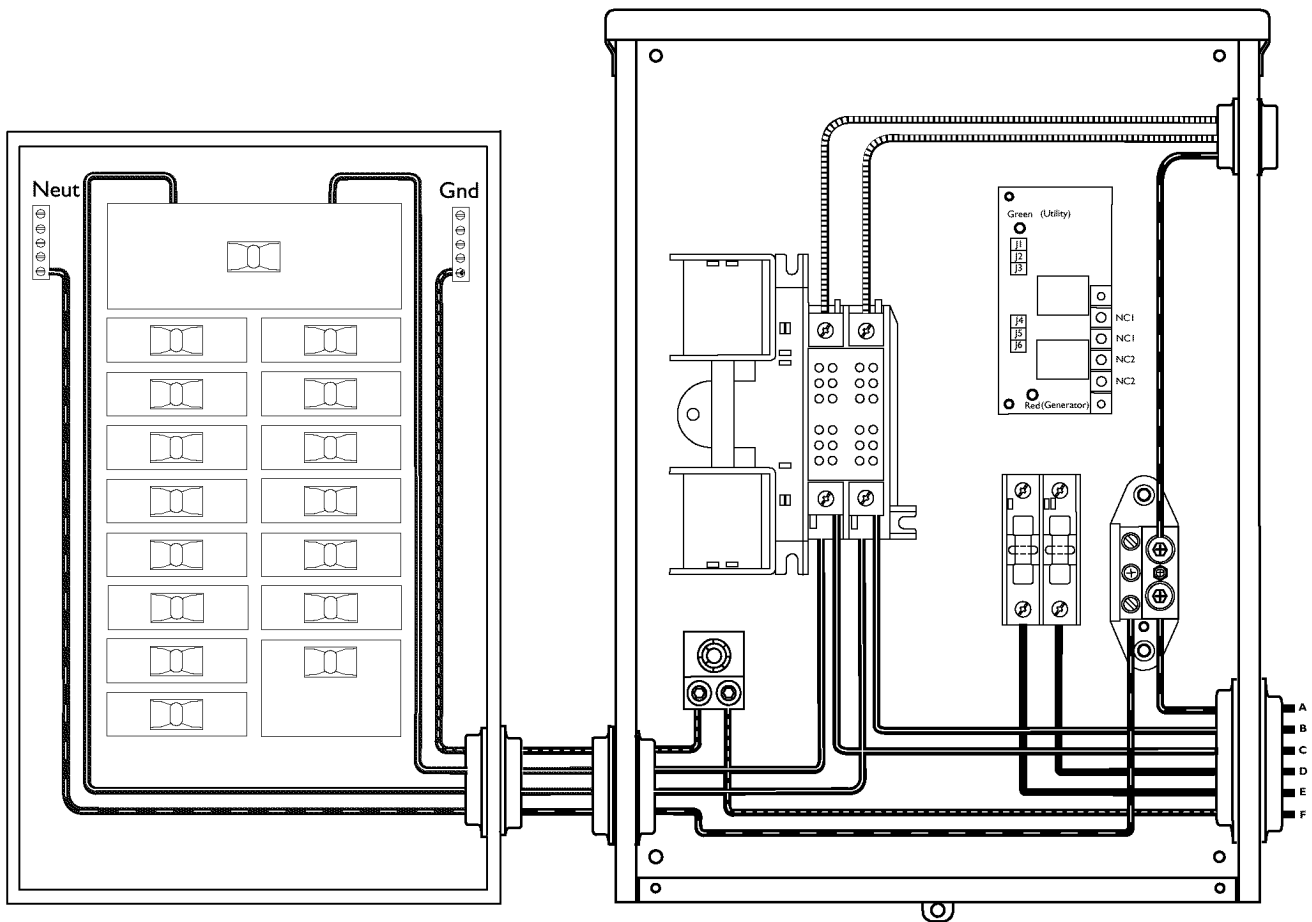 Neut
Gnd
Green (Utility)
J1
J2
J3
J4
J5
J6
NC1
NC1
NC2
NC2
Red (Generator)
A
B
C
D
E
F